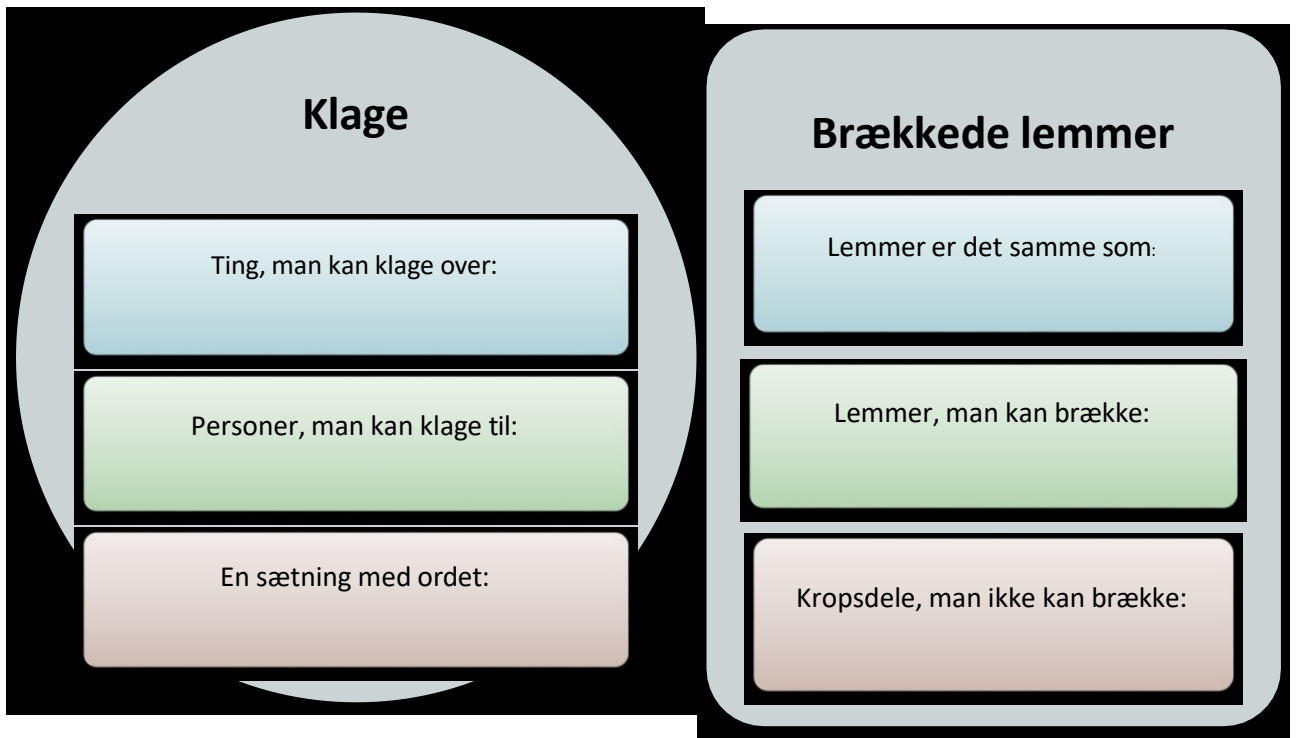 Klage
Ting, man kan klage over:
Personer, man kan klage til:
En sætning med ordet:
Brækkede lemmer
Lemmer er det samme som:
Lemmer, man kan brække:
Kropsdele, man ikke kan brække: